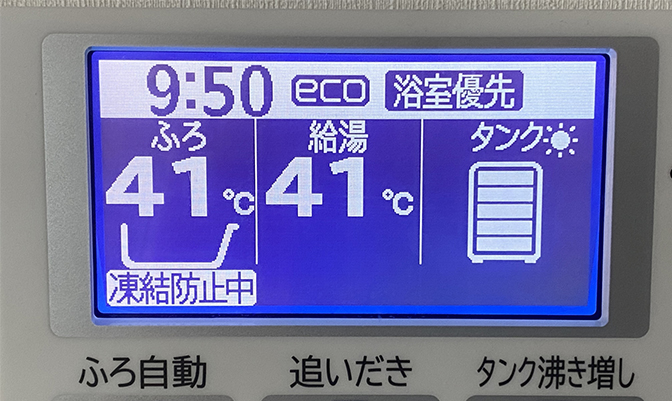 9:50 eco 浴室優先
ふろ 給湯 タンク
41℃ 41℃
凍結防止中
ふろ自動 追いだき タンク沸き増し